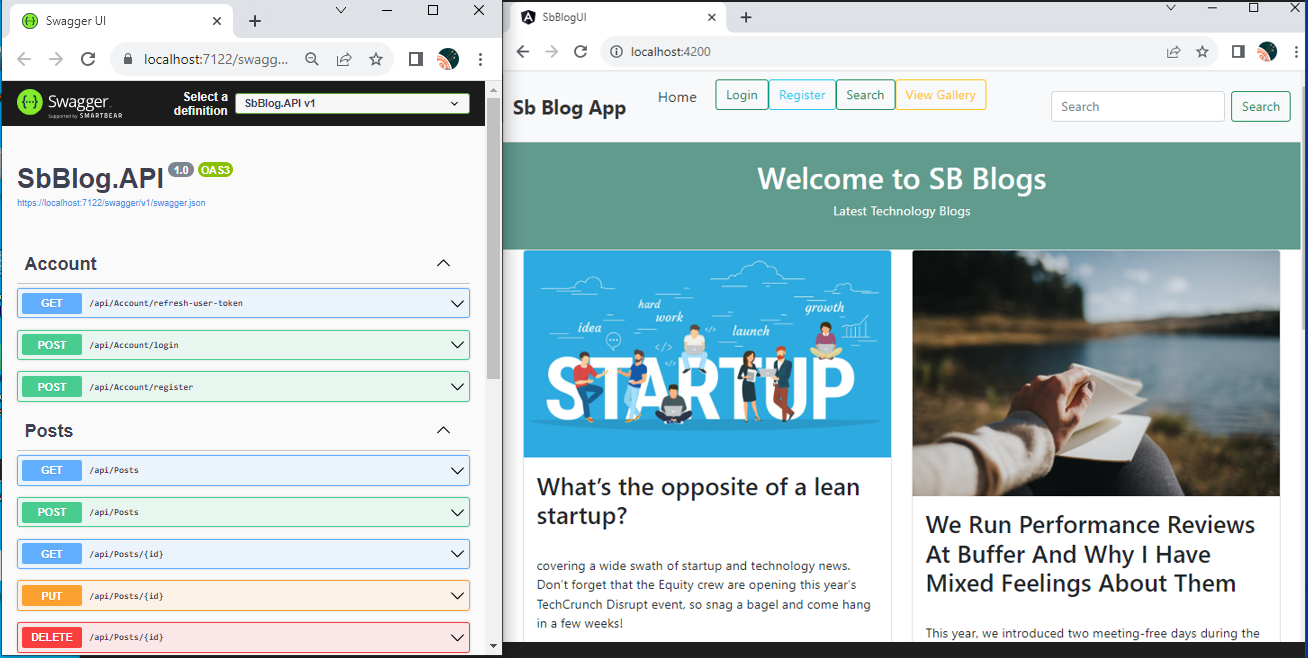 Swagger UI
localhost:7122/swagg...
Swagger.
Supported by SMARTBEAR
Select a
definition
SbBlog.API v1
SbBlog.API 1.0 OAS3
https://localhost:7122/swagger/v1/swagger.json
Account
GET /api/Account/refresh-user-token
POST /api/Account/login
POST /api/Account/register
Posts
GET /api/Posts
POST /api/Posts
GET /api/Posts/{id}
PUT /api/Posts/{id}
DELETE /api/Posts/{id}
SbBlogUI
localhost:4200
Sb Blog App
Home
Login
Register
Search
View Gallery
Search
Search
Welcome to SB Blogs
Latest Technology Blogs
idea
hard
work
launch
growth
</>
</>
</>
STARTUP
What’s the opposite of a lean
startup?
covering a wide swath of startup and technology news.
Don’t forget that the Equity crew are opening this year’s
TechCrunch Disrupt event, so snag a bagel and come hang
in a few weeks!
We Run Performance Reviews
At Buffer And Why I Have
Mixed Feelings About Them
This year, we introduced two meeting-free days during the